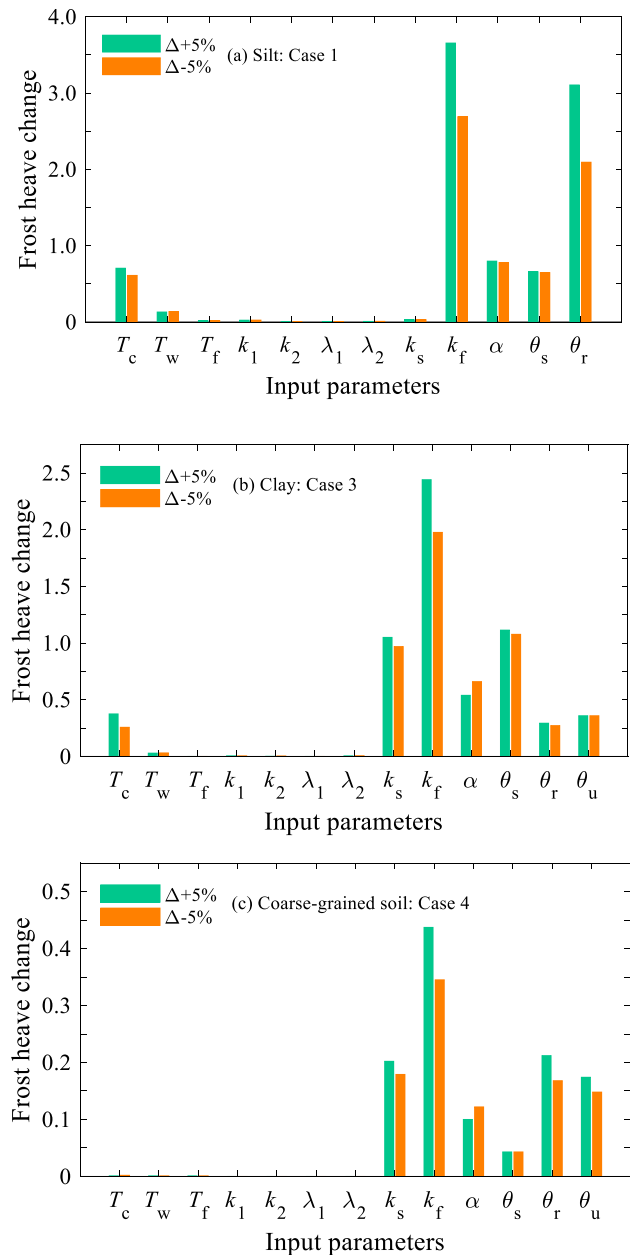 4.0
Δ+5%
(a) Silt: Case 1
Δ-5%
3.0
Frost heave change
2.0
1.0
0
T_c T_w T_f k_1 k_2 λ_1 λ_2 k_s k_f α θ_s θ_r
Input parameters
2.5
Δ+5%
(b) Clay: Case 3
Δ-5%
2.0
Frost heave change
1.5
1.0
0.5
0
T_c T_w T_f k_1 k_2 λ_1 λ_2 k_s k_f α θ_s θ_r θ_u
Input parameters
0.5
Δ+5%
(c) Coarse-grained soil: Case 4
Δ-5%
0.4
Frost heave change
0.3
0.2
0.1
0
T_c T_w T_f k_1 k_2 λ_1 λ_2 k_s k_f α θ_s θ_r θ_u
Input parameters